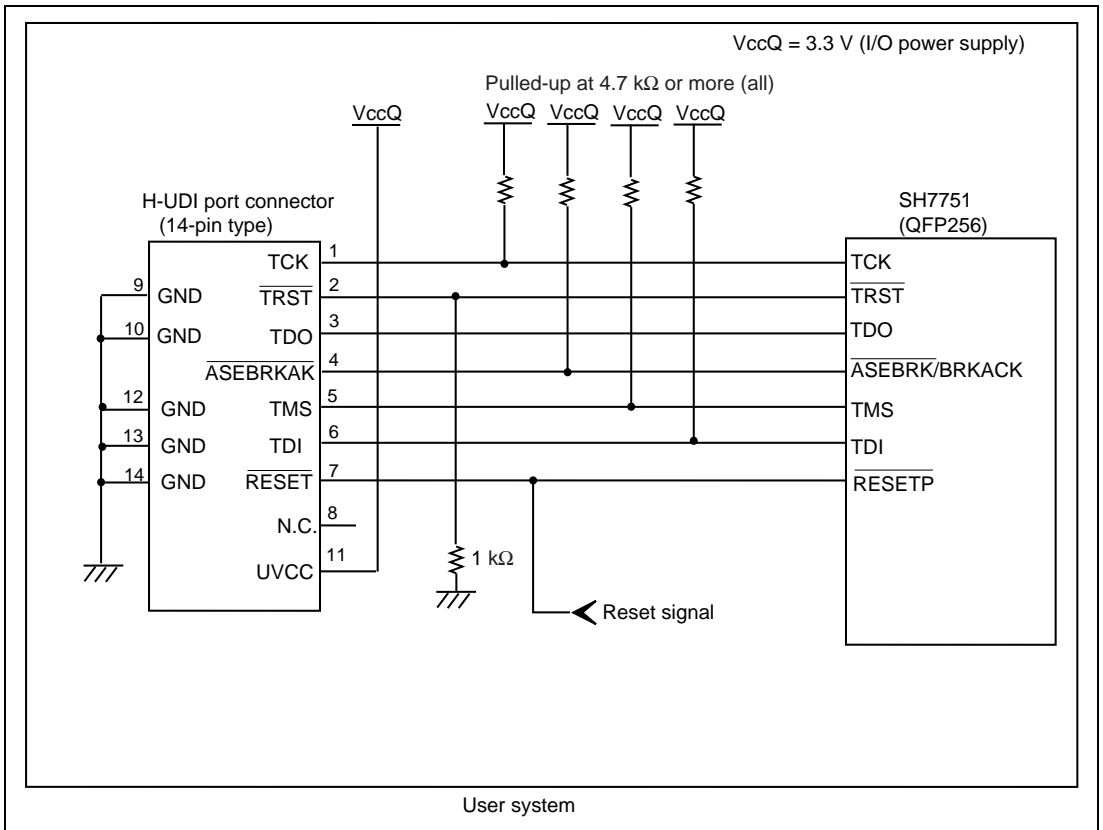 VccQ = 3.3 V (I/O power supply)
Pulled-up at 4.7 kΩ or more (all)
VccQ
VccQ VccQ VccQ VccQ
H-UDI port connector
(14-pin type)
SH7751
(QFP256)
TCK 1 TCK
9 GND TRST 2 TRST
10 GND TDO 3 TDO
ASEBRKAK 4 ASEBRK/BRKACK
12 GND TMS 5 TMS
13 GND TDI 6 TDI
14 GND RESET 7 RESETP
N.C. 8
UVCC 11
1 kΩ
Reset signal
User system